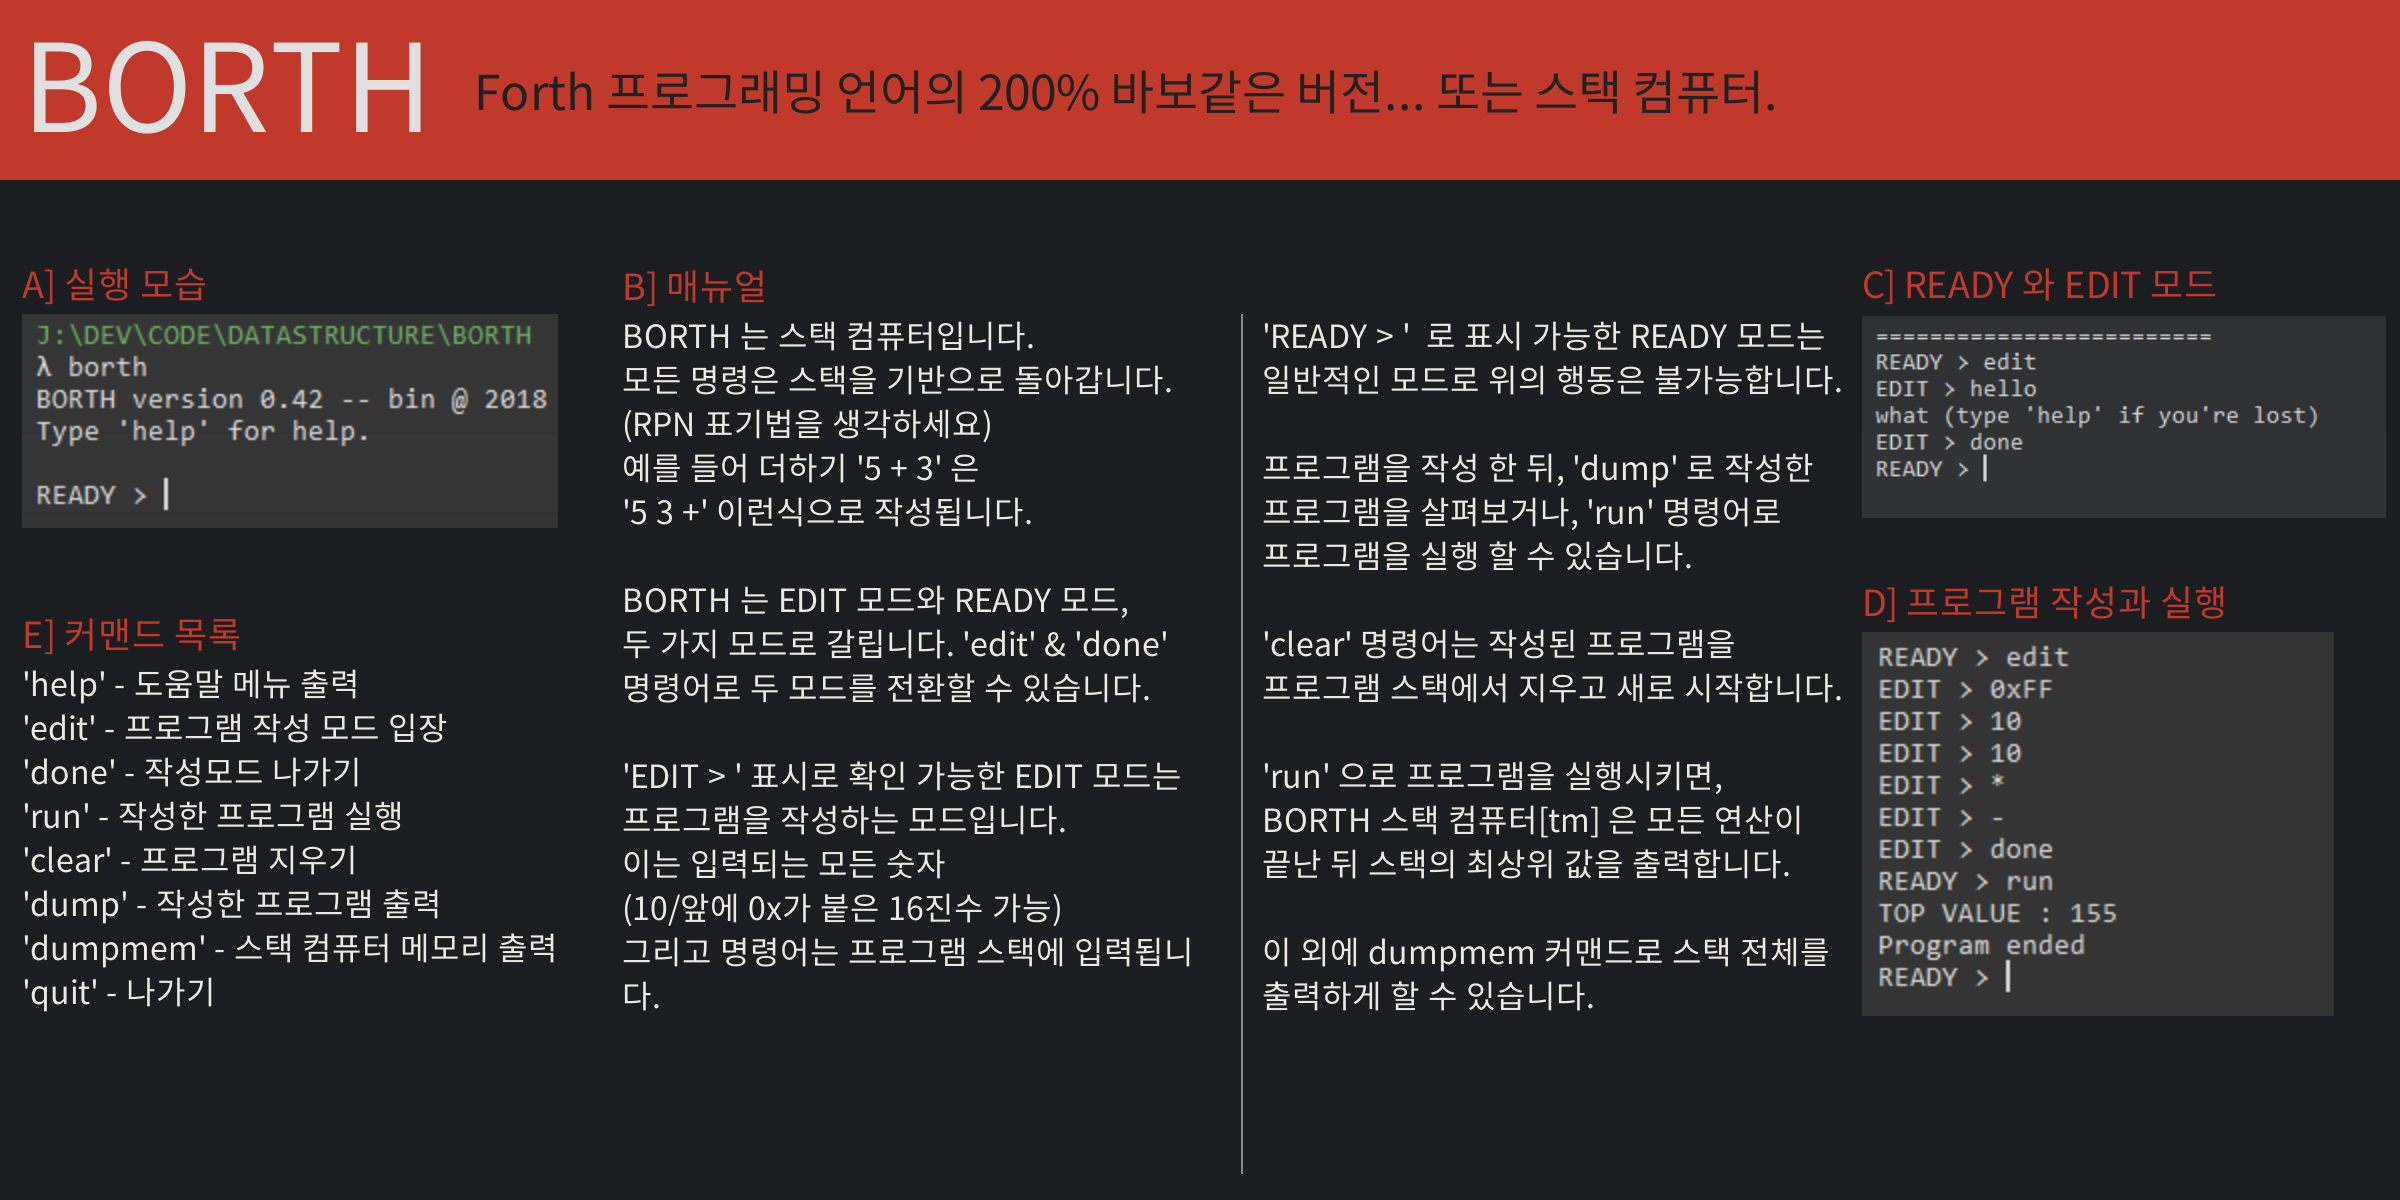 BORTH
Forth 프로그래밍 언어의 200% 바보같은 버전... 또는 스택 컴퓨터.
A] 실행 모습
J:\DEV\CODE\DATASTRUCTURE\BORTH
λ borth
BORTH version 0.42 -- bin @ 2018
Type 'help' for help.
READY >
E] 커맨드 목록
'help' - 도움말 메뉴 출력
'edit' - 프로그램 작성 모드 입장
'done' - 작성모드 나가기
'run' - 작성한 프로그램 실행
'clear' - 프로그램 지우기
'dump' - 작성한 프로그램 출력
'dumpmem' - 스택 컴퓨터 메모리 출력
'quit' - 나가기
B] 매뉴얼
BORTH 는 스택 컴퓨터입니다.
모든 명령은 스택을 기반으로 돌아갑니다.
(RPN 표기법을 생각하세요)
예를 들어 더하기 '5 + 3' 은
'5 3 +' 이런식으로 작성됩니다.
BORTH 는 EDIT 모드와 READY 모드,
두 가지 모드로 갈립니다. 'edit' & 'done'
명령어로 두 모드를 전환할 수 있습니다.
'EDIT > ' 표시로 확인 가능한 EDIT 모드는
프로그램을 작성하는 모드입니다.
이는 입력되는 모든 숫자
(10/앞에 0x가 붙은 16진수 가능)
그리고 명령어는 프로그램 스택에 입력됩니
다.
'READY > '  로 표시 가능한 READY 모드는
일반적인 모드로 위의 행동은 불가능합니다.
프로그램을 작성 한 뒤, 'dump' 로 작성한
프로그램을 살펴보거나, 'run' 명령어로
프로그램을 실행 할 수 있습니다.
'clear' 명령어는 작성된 프로그램을
프로그램 스택에서 지우고 새로 시작합니다.
'run' 으로 프로그램을 실행시키면,
BORTH 스택 컴퓨터[tm] 은 모든 연산이
끝난 뒤 스택의 최상위 값을 출력합니다.
이 외에 dumpmem 커맨드로 스택 전체를
출력하게 할 수 있습니다.
C] READY 와 EDIT 모드
=========================
READY > edit
EDIT > hello
what (type 'help' if you're lost)
EDIT > done
READY >
D] 프로그램 작성과 실행
READY > edit
EDIT > 0xFF
EDIT > 10
EDIT > 10
EDIT > *
EDIT > -
EDIT > done
READY > run
TOP VALUE : 155
Program ended
READY >